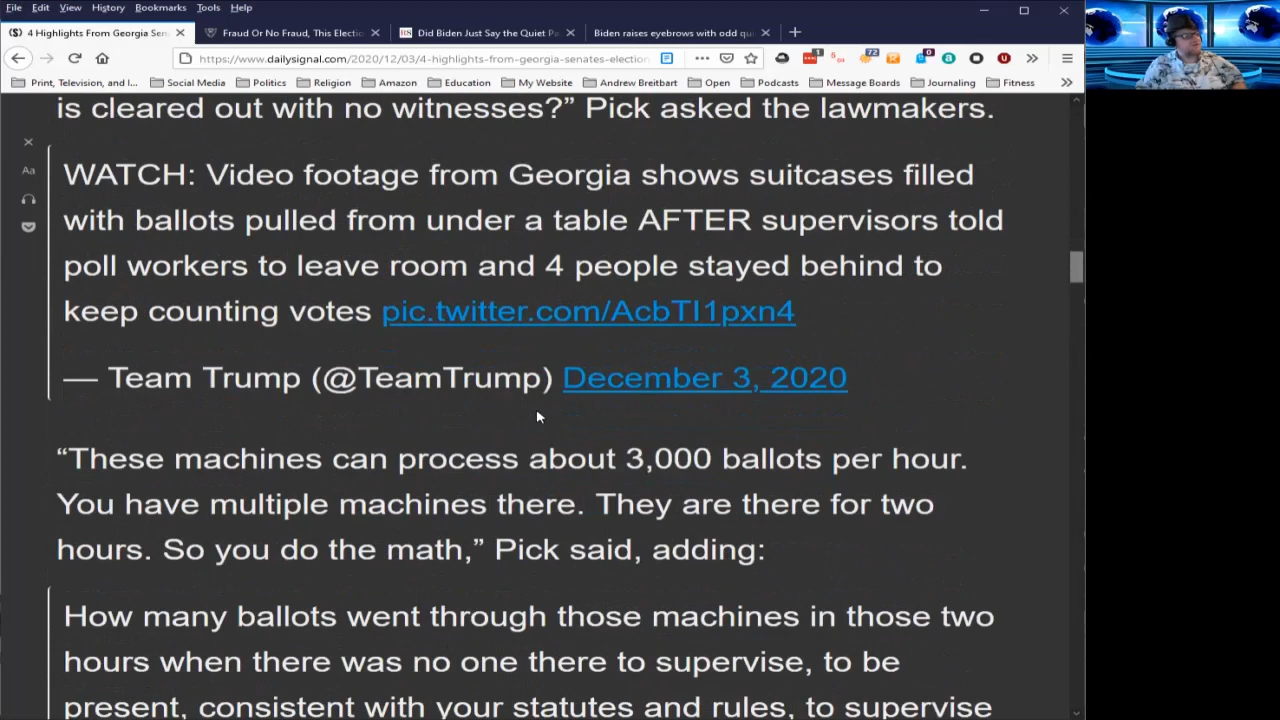 File Edit View History Bookmarks Tools Help
4 Highlights From Georgia Sen
Fraud Or No Fraud, This Electio
RS Did Biden Just Say the Quiet Pa
Biden raises eyebrows with odd qu
https://www.dailysignal.com/2020/12/03/4-highlights-from-georgia-senates-election
Print, Television, and I... Social Media Politics Religion Amazon Education My Website Andrew Breitbart Open Podcasts Message Boards Journaling Fitness
is cleared out with no witnesses?” Pick asked the lawmakers.
Aa
WATCH: Video footage from Georgia shows suitcases filled
with ballots pulled from under a table AFTER supervisors told
poll workers to leave room and 4 people stayed behind to
keep counting votes pic.twitter.com/AcbTI1pxn4
— Team Trump (@TeamTrump) December 3, 2020
“These machines can process about 3,000 ballots per hour.
You have multiple machines there. They are there for two
hours. So you do the math,” Pick said, adding:
How many ballots went through those machines in those two
hours when there was no one there to supervise, to be
present, consistent with your statutes and rules, to supervise